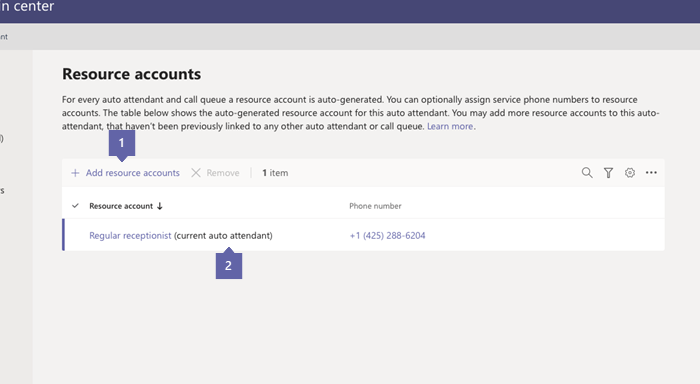 in center
nt
Resource accounts
For every auto attendant and call queue a resource account is auto-generated. You can optionally assign service phone numbers to resource
accounts. The table below shows the auto-generated resource account for this auto attendant. You may add more resource accounts to this auto-
attendant, that haven't been previously linked to any other auto attendant or call queue. Learn more.
)
1
+ Add resource accounts Remove 1 item
s
Resource account ↓ Phone number
Regular receptionist (current auto attendant) +1 (425) 288-6204
2